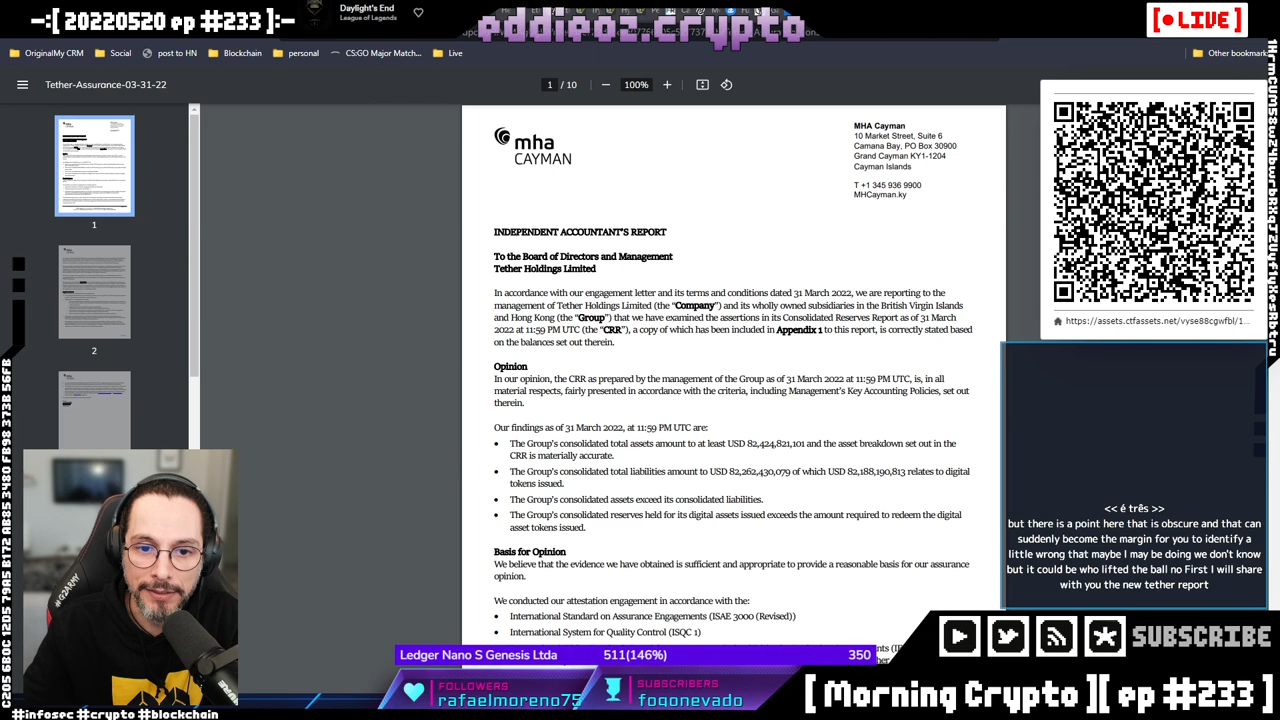 -:[ 20220520 ep #233 ]:-
Daylight's End
League of Legends
eddieoz.crypto
[● LIVE]
OriginalMy CRM
Social
post to HN
Blockchain
personal
CS:GO Major Match...
Live
Other bookmark
Tether-Assurance-03-31-22
1 / 10
100%
1
2
mha
CAYMAN
MHA Cayman
10 Market Street, Suite 6
Camana Bay, PO Box 30900
Grand Cayman KY1-1204
Cayman Islands
T +1 345 936 9900
MHCayman.ky
INDEPENDENT ACCOUNTANT'S REPORT
To the Board of Directors and Management
Tether Holdings Limited
In accordance with our engagement letter and its terms and conditions dated 31 March 2022, we are reporting to the
management of Tether Holdings Limited (the "Company") and its wholly owned subsidiaries in the British Virgin Islands
and Hong Kong (the "Group") that we have examined the assertions in its Consolidated Reserves Report as of 31 March
2022 at 11:59 PM UTC (the "CRR"), a copy of which has been included in Appendix 1 to this report, is correctly stated based
on the balances set out therein.
Opinion
In our opinion, the CRR as prepared by the management of the Group as of 31 March 2022 at 11:59 PM UTC, is, in all
material respects, fairly presented in accordance with the criteria, including Management's Key Accounting Policies, set out
therein.
Our findings as of 31 March 2022, at 11:59 PM UTC are:
• The Group's consolidated total assets amount to at least USD 82,424,821,101 and the asset breakdown set out in the
CRR is materially accurate.
• The Group's consolidated total liabilities amount to USD 82,262,430,079 of which USD 82,188,190,813 relates to digital
tokens issued.
• The Group's consolidated assets exceed its consolidated liabilities.
• The Group's consolidated reserves held for its digital assets issued exceeds the amount required to redeem the digital
asset tokens issued.
Basis for Opinion
We believe that the evidence we have obtained is sufficient and appropriate to provide a reasonable basis for our assurance
opinion.
We conducted our attestation engagement in accordance with the:
• International Standard on Assurance Engagements (ISAE 3000 (Revised))
• International System for Quality Control (ISQC 1)
https://assets.ctfassets.net/vyse88cgwfbl/1...
<< é três >>
but there is a point here that is obscure and that can
suddenly become the margin for you to identify a
little wrong that maybe I may be doing we don't know
but it could be who lifted the ball no First I will share
with you the new tether report
SUBSCRIBE
Ledger Nano S Genesis Ltda 511(146%) 350
FOLLOWERS
rafaelmoreno75
SUBSCRIBERS
fogonevado
[ Morning Crypto ][ ep #233 ]
#crypto #blockchain